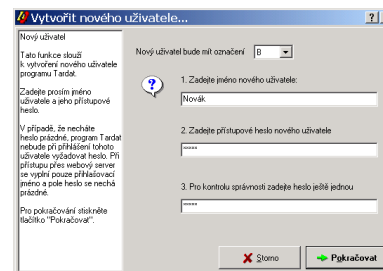 Vytvořit nového uživatele...
Nový uživatel
Tato funkce slouží
k vytvoření nového uživatele
programu Tardat.
Zadejte prosím jméno
uživatele a jeho přístupové
heslo.
V případě, že necháte
heslo prázdné, program Tardat
nebude při přihlášení tohoto
uživatele vyžadovat heslo. Při
přístupu přes webový server
se vyplní pouze přihlašovací
jméno a pole heslo se nechá
prázdné.
Pro pokračování stiskněte
tlačítko "Pokračovat".
Nový uživatel bude mít označení B
1. Zadejte jméno nového uživatele:
Novák
2. Zadejte přístupové heslo nového uživatele
*****
3. Pro kontrolu správnosti zadejte heslo ještě jednou
*****
Storno
Pokračovat